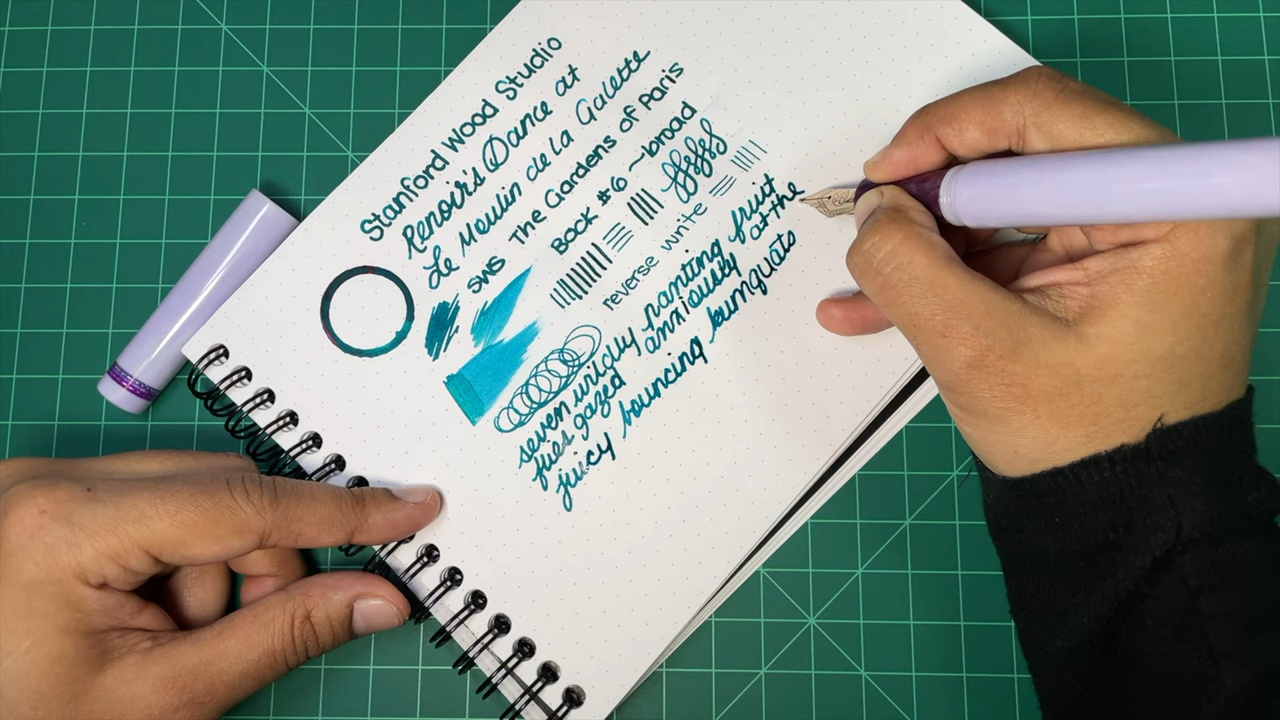 Stanford Wood Studio
Renoir's Dance at
Le Moulin de la Galette
SWS The Gardens of Paris
Bock #6 ~broad
reverse write
seven wildly panting fruit
flies gazed anxiously at the
juicy bouncing kumquats